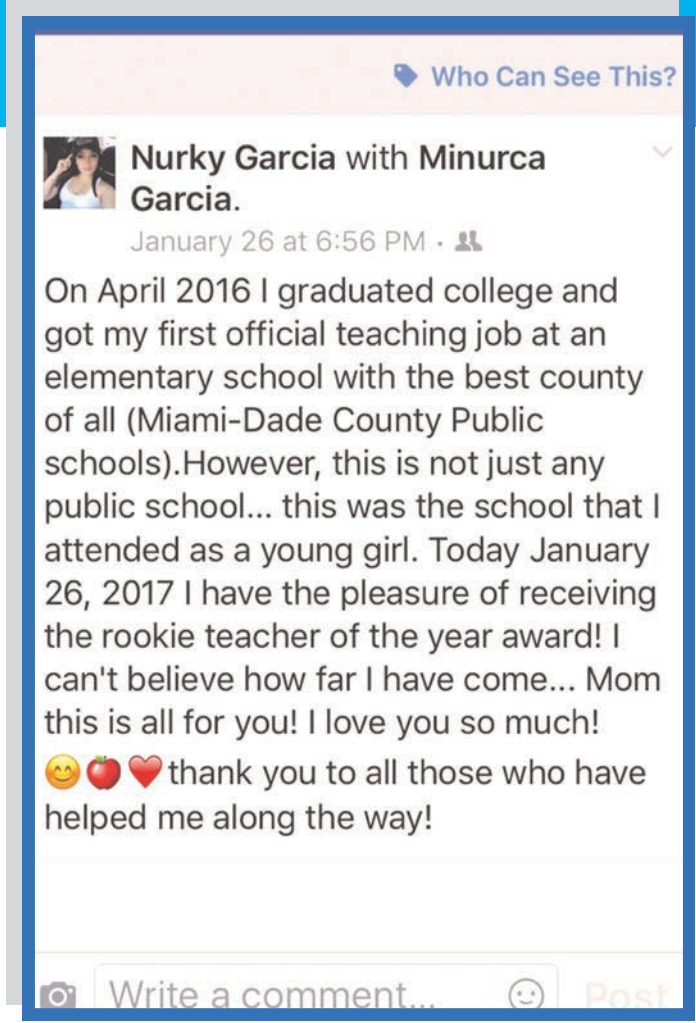 Who Can See This?
Nurky Garcia with Minurca
Garcia.
January 26 at 6:56 PM ·
On April 2016 I graduated college and
got my first official teaching job at an
elementary school with the best county
of all (Miami-Dade County Public
schools).However, this is not just any
public school... this was the school that I
attended as a young girl. Today January
26, 2017 I have the pleasure of receiving
the rookie teacher of the year award! I
can't believe how far I have come... Mom
this is all for you! I love you so much!
😊🍎❤️ thank you to all those who have
helped me along the way!
Write a comment... Post